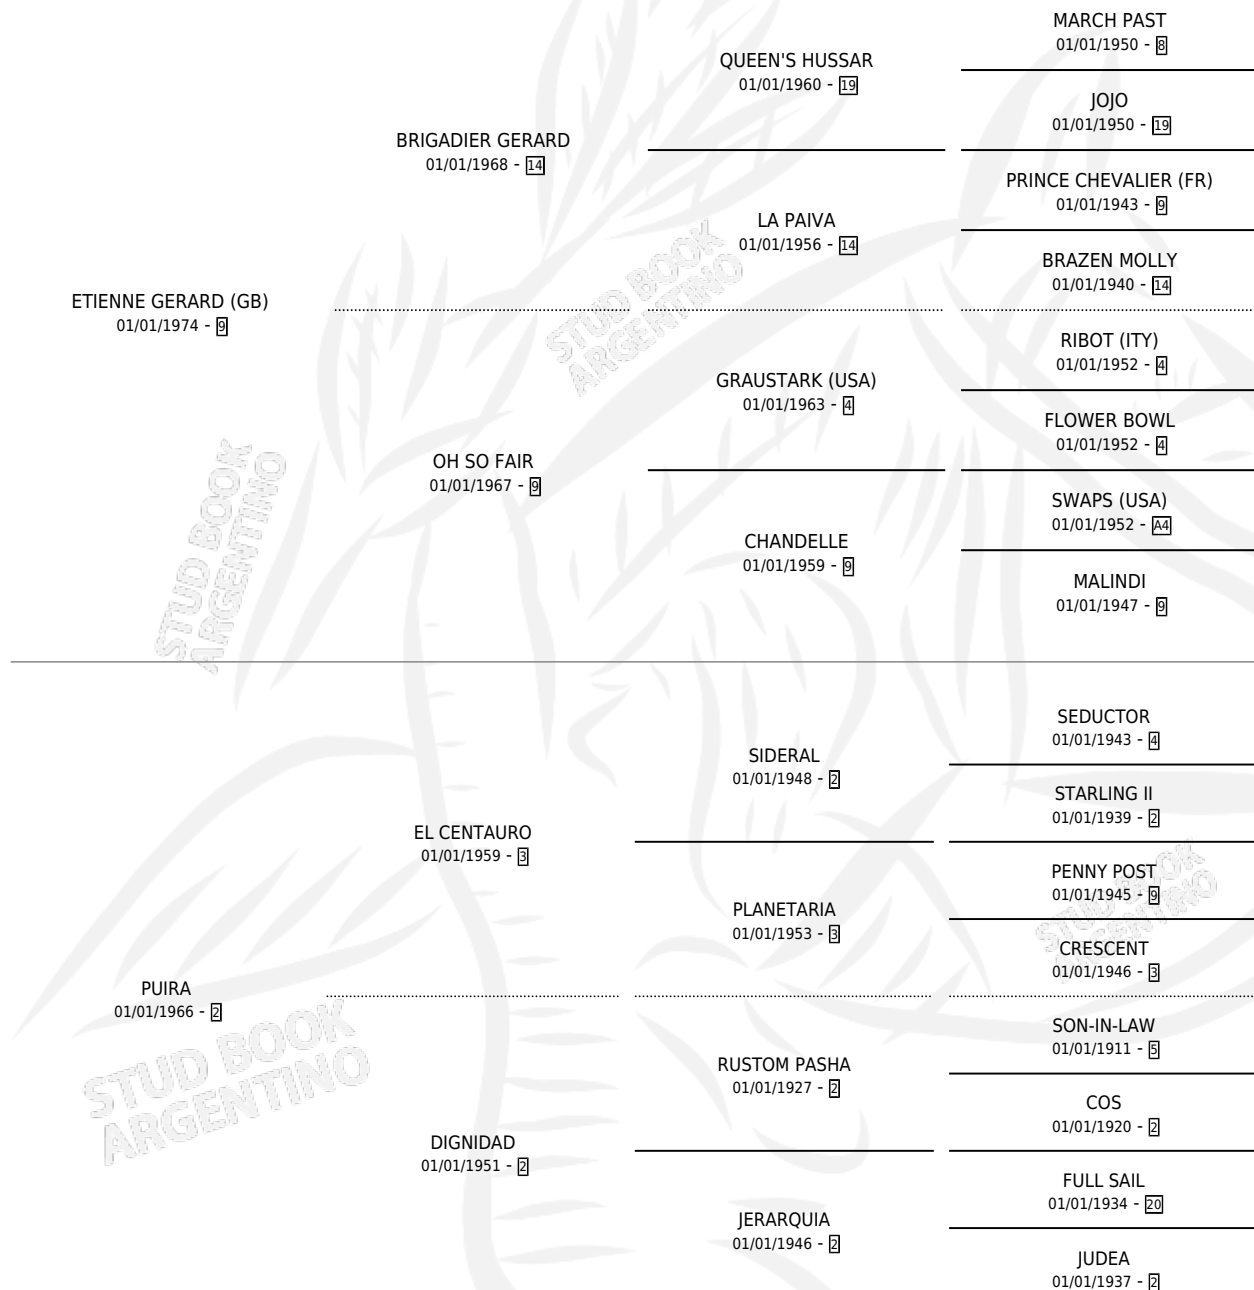 MARCH PAST
01/01/1950 - 8
QUEEN'S HUSSAR
01/01/1960 - 19
JOJO
01/01/1950 - 19
BRIGADIER GERARD
01/01/1968 - 14
PRINCE CHEVALIER (FR)
01/01/1943 - 9
LA PAIVA
01/01/1956 - 14
BRAZEN MOLLY
01/01/1940 - 14
ETIENNE GERARD (GB)
01/01/1974 - 9
RIBOT (ITY)
01/01/1952 - 4
GRAUSTARK (USA)
01/01/1963 - 4
FLOWER BOWL
01/01/1952 - 4
OH SO FAIR
01/01/1967 - 9
SWAPS (USA)
01/01/1952 - A4
CHANDELLE
01/01/1959 - 9
MALINDI
01/01/1947 - 9
STUD BOOK
ARGENTINO
STUD BOOK
ARGENTINO
SEDUCTOR
01/01/1943 - 4
SIDERAL
01/01/1948 - 2
STARLING II
01/01/1939 - 2
EL CENTAURO
01/01/1959 - 3
PENNY POST
01/01/1945 - 9
PLANETARIA
01/01/1953 - 3
CRESCENT
01/01/1946 - 3
PUIRA
01/01/1966 - 2
SON-IN-LAW
01/01/1911 - 5
RUSTOM PASHA
01/01/1927 - 2
COS
01/01/1920 - 2
DIGNIDAD
01/01/1951 - 2
FULL SAIL
01/01/1934 - 20
JERARQUIA
01/01/1946 - 2
JUDEA
01/01/1937 - 2
STUD BOOK
ARGENTINO
STUD BOOK
ARGENTINO